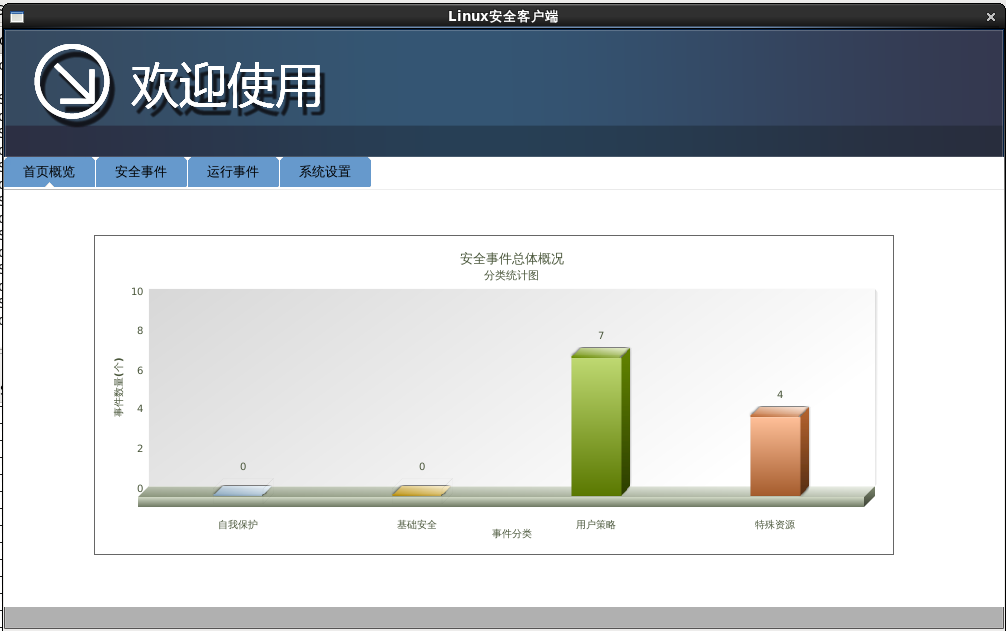 Linux安全客户端
欢迎使用
首页概览 安全事件 运行事件 系统设置
安全事件总体概况
分类统计图
10
8
6
4
2
0
事件数量(个)
0 0 7 4
自我保护 基础安全 用户策略 特殊资源
事件分类